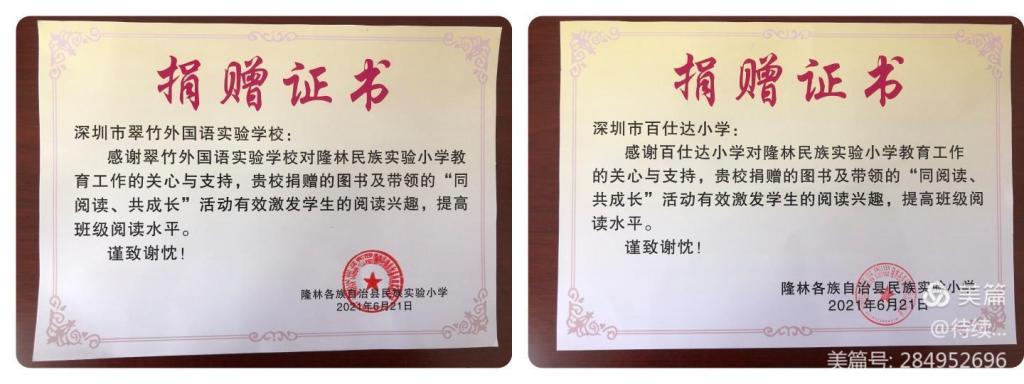 捐赠证书
深圳市翠竹外国语实验学校：
感谢翠竹外国语实验学校对隆林民族实验小学教
育工作的关心与支持，贵校捐赠的图书及带领的“同
阅读、共成长”活动有效激发学生的阅读兴趣，提高
班级阅读水平。
谨致谢忱！
隆林各族自治县民族实验小学
2021年6月21日
捐赠证书
深圳市百仕达小学：
感谢百仕达小学对隆林民族实验小学教育工作
的关心与支持，贵校捐赠的图书及带领的“同阅读、
共成长”活动有效激发学生的阅读兴趣，提高班级阅
读水平。
谨致谢忱！
隆林各族自治县民族实验小学
2021年6月21日
美篇
@待续...
美篇号: 284952696